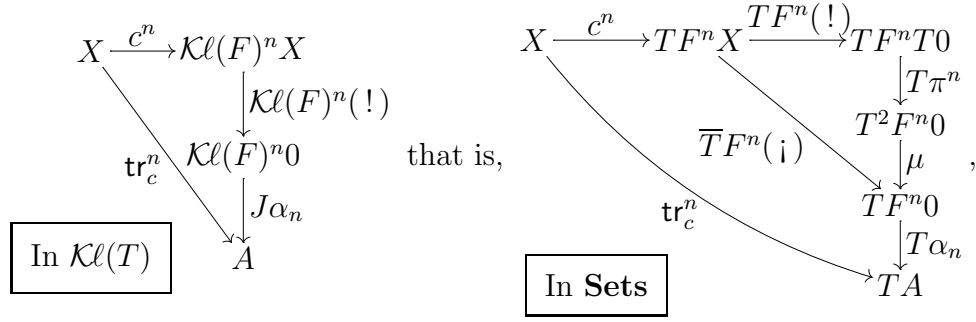 X c^n 𝒦ℓ(F)^n X
𝒦ℓ(F)^n(!)
𝒦ℓ(F)^n 0
tr_c^n
Jα_n
A
In 𝒦ℓ(T)
that is,
X c^n TF^n X TF^n(!) TF^n T0
Tπ^n
T^2 F^n 0
T̅F^n(¡)
μ
,
TF^n 0
tr_c^n
Tα_n
TA
In Sets